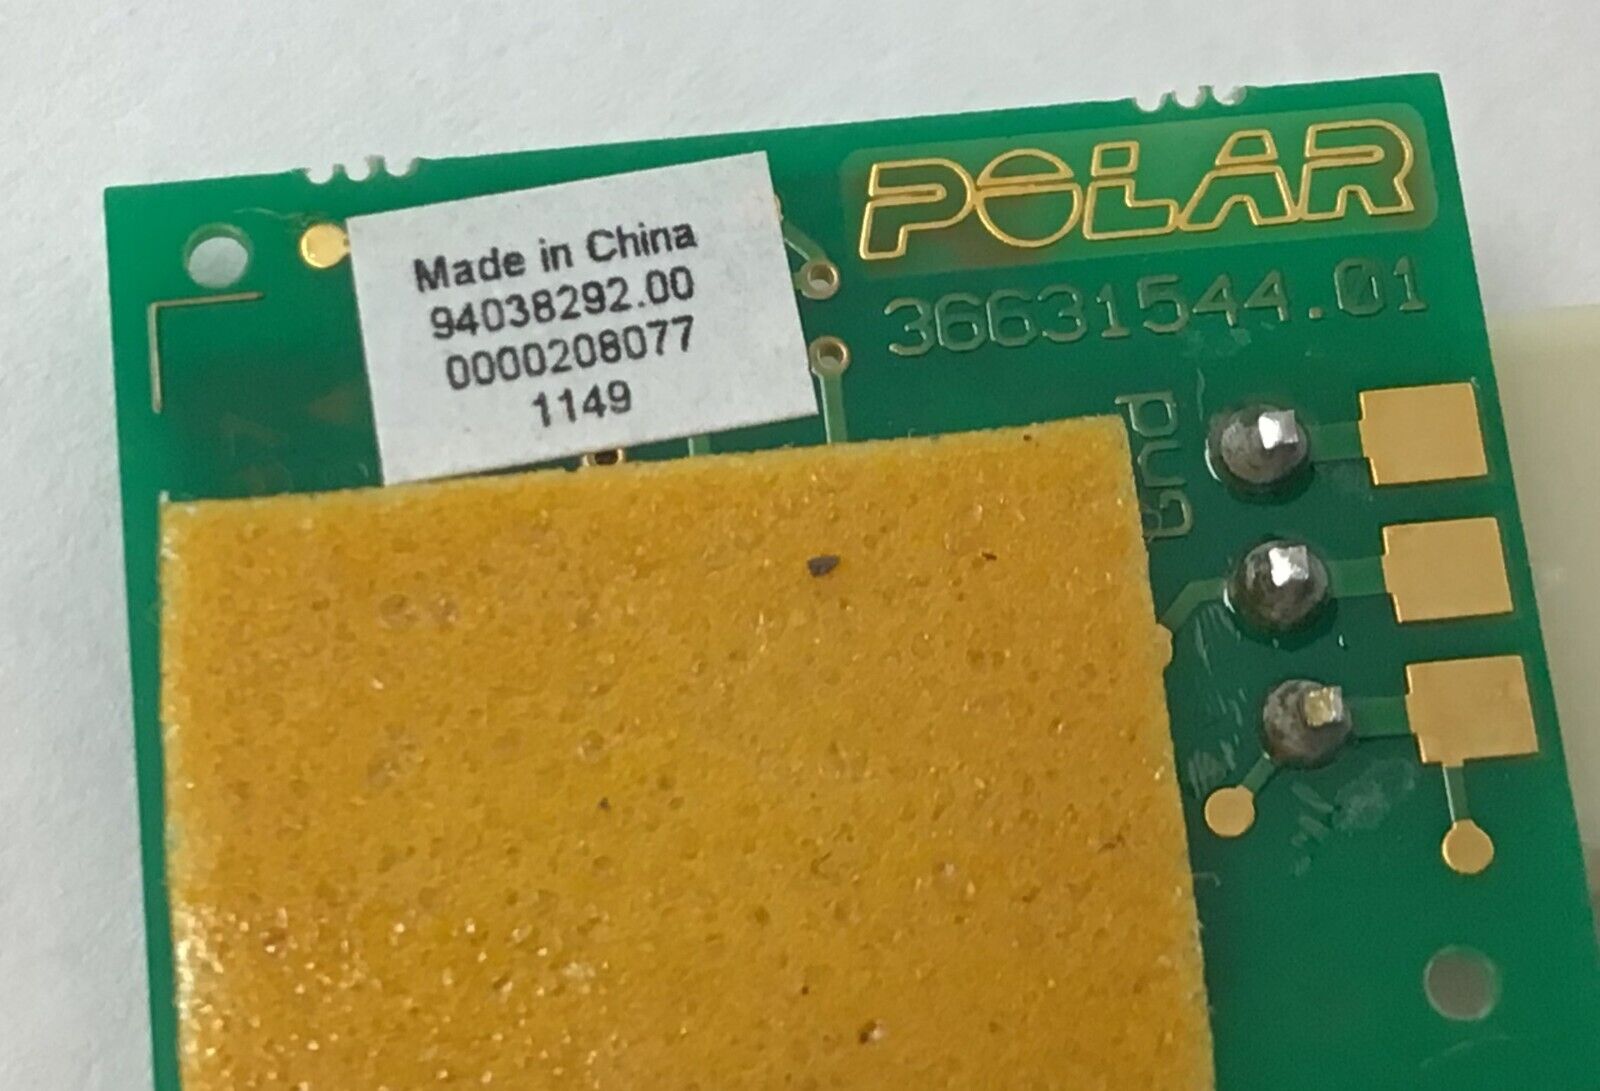 POLAR
Made in China
94038292.00
0000208077
1149
36631544.01
Gnd